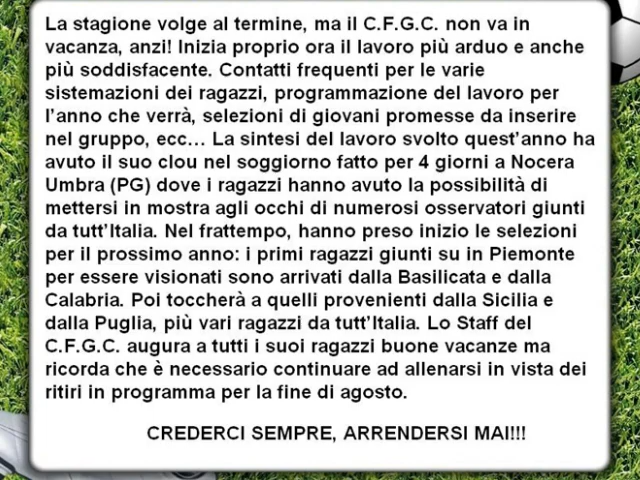 La stagione volge al termine, ma il C.F.G.C. non va in
vacanza, anzi! Inizia proprio ora il lavoro più arduo e anche
più soddisfacente. Contatti frequenti per le varie
sistemazioni dei ragazzi, programmazione del lavoro per
l'anno che verrà, selezioni di giovani promesse da inserire
nel gruppo, ecc... La sintesi del lavoro svolto quest'anno ha
avuto il suo clou nel soggiorno fatto per 4 giorni a Nocera
Umbra (PG) dove i ragazzi hanno avuto la possibilità di
mettersi in mostra agli occhi di numerosi osservatori giunti
da tutt'Italia. Nel frattempo, hanno preso inizio le selezioni
per il prossimo anno: i primi ragazzi giunti su in Piemonte
per essere visionati sono arrivati dalla Basilicata e dalla
Calabria. Poi toccherà a quelli provenienti dalla Sicilia e
dalla Puglia, più vari ragazzi da tutt'Italia. Lo Staff del
C.F.G.C. augura a tutti i suoi ragazzi buone vacanze ma
ricorda che è necessario continuare ad allenarsi in vista dei
ritiri in programma per la fine di agosto.
CREDERCI SEMPRE, ARRENDERSI MAI!!!